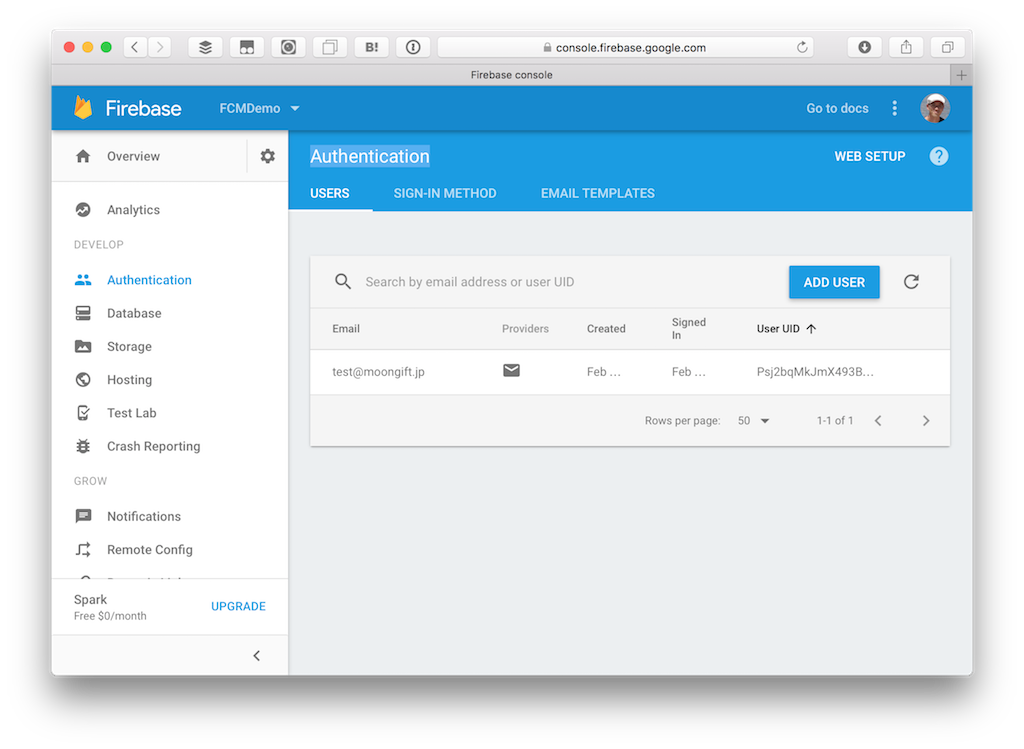 B!
console.firebase.google.com
Firebase console
Firebase
FCMDemo
Go to docs
Overview
Authentication
WEB SETUP
?
USERS
SIGN-IN METHOD
EMAIL TEMPLATES
Analytics
DEVELOP
Authentication
Database
Storage
Hosting
Test Lab
Crash Reporting
GROW
Notifications
Remote Config
Spark
Free $0/month
UPGRADE
Search by email address or user UID
ADD USER
Email
Providers
Created
Signed
In
User UID
test@moongift.jp
Feb …
Feb …
Psj2bqMkJmX493B…
Rows per page:
50
1-1 of 1